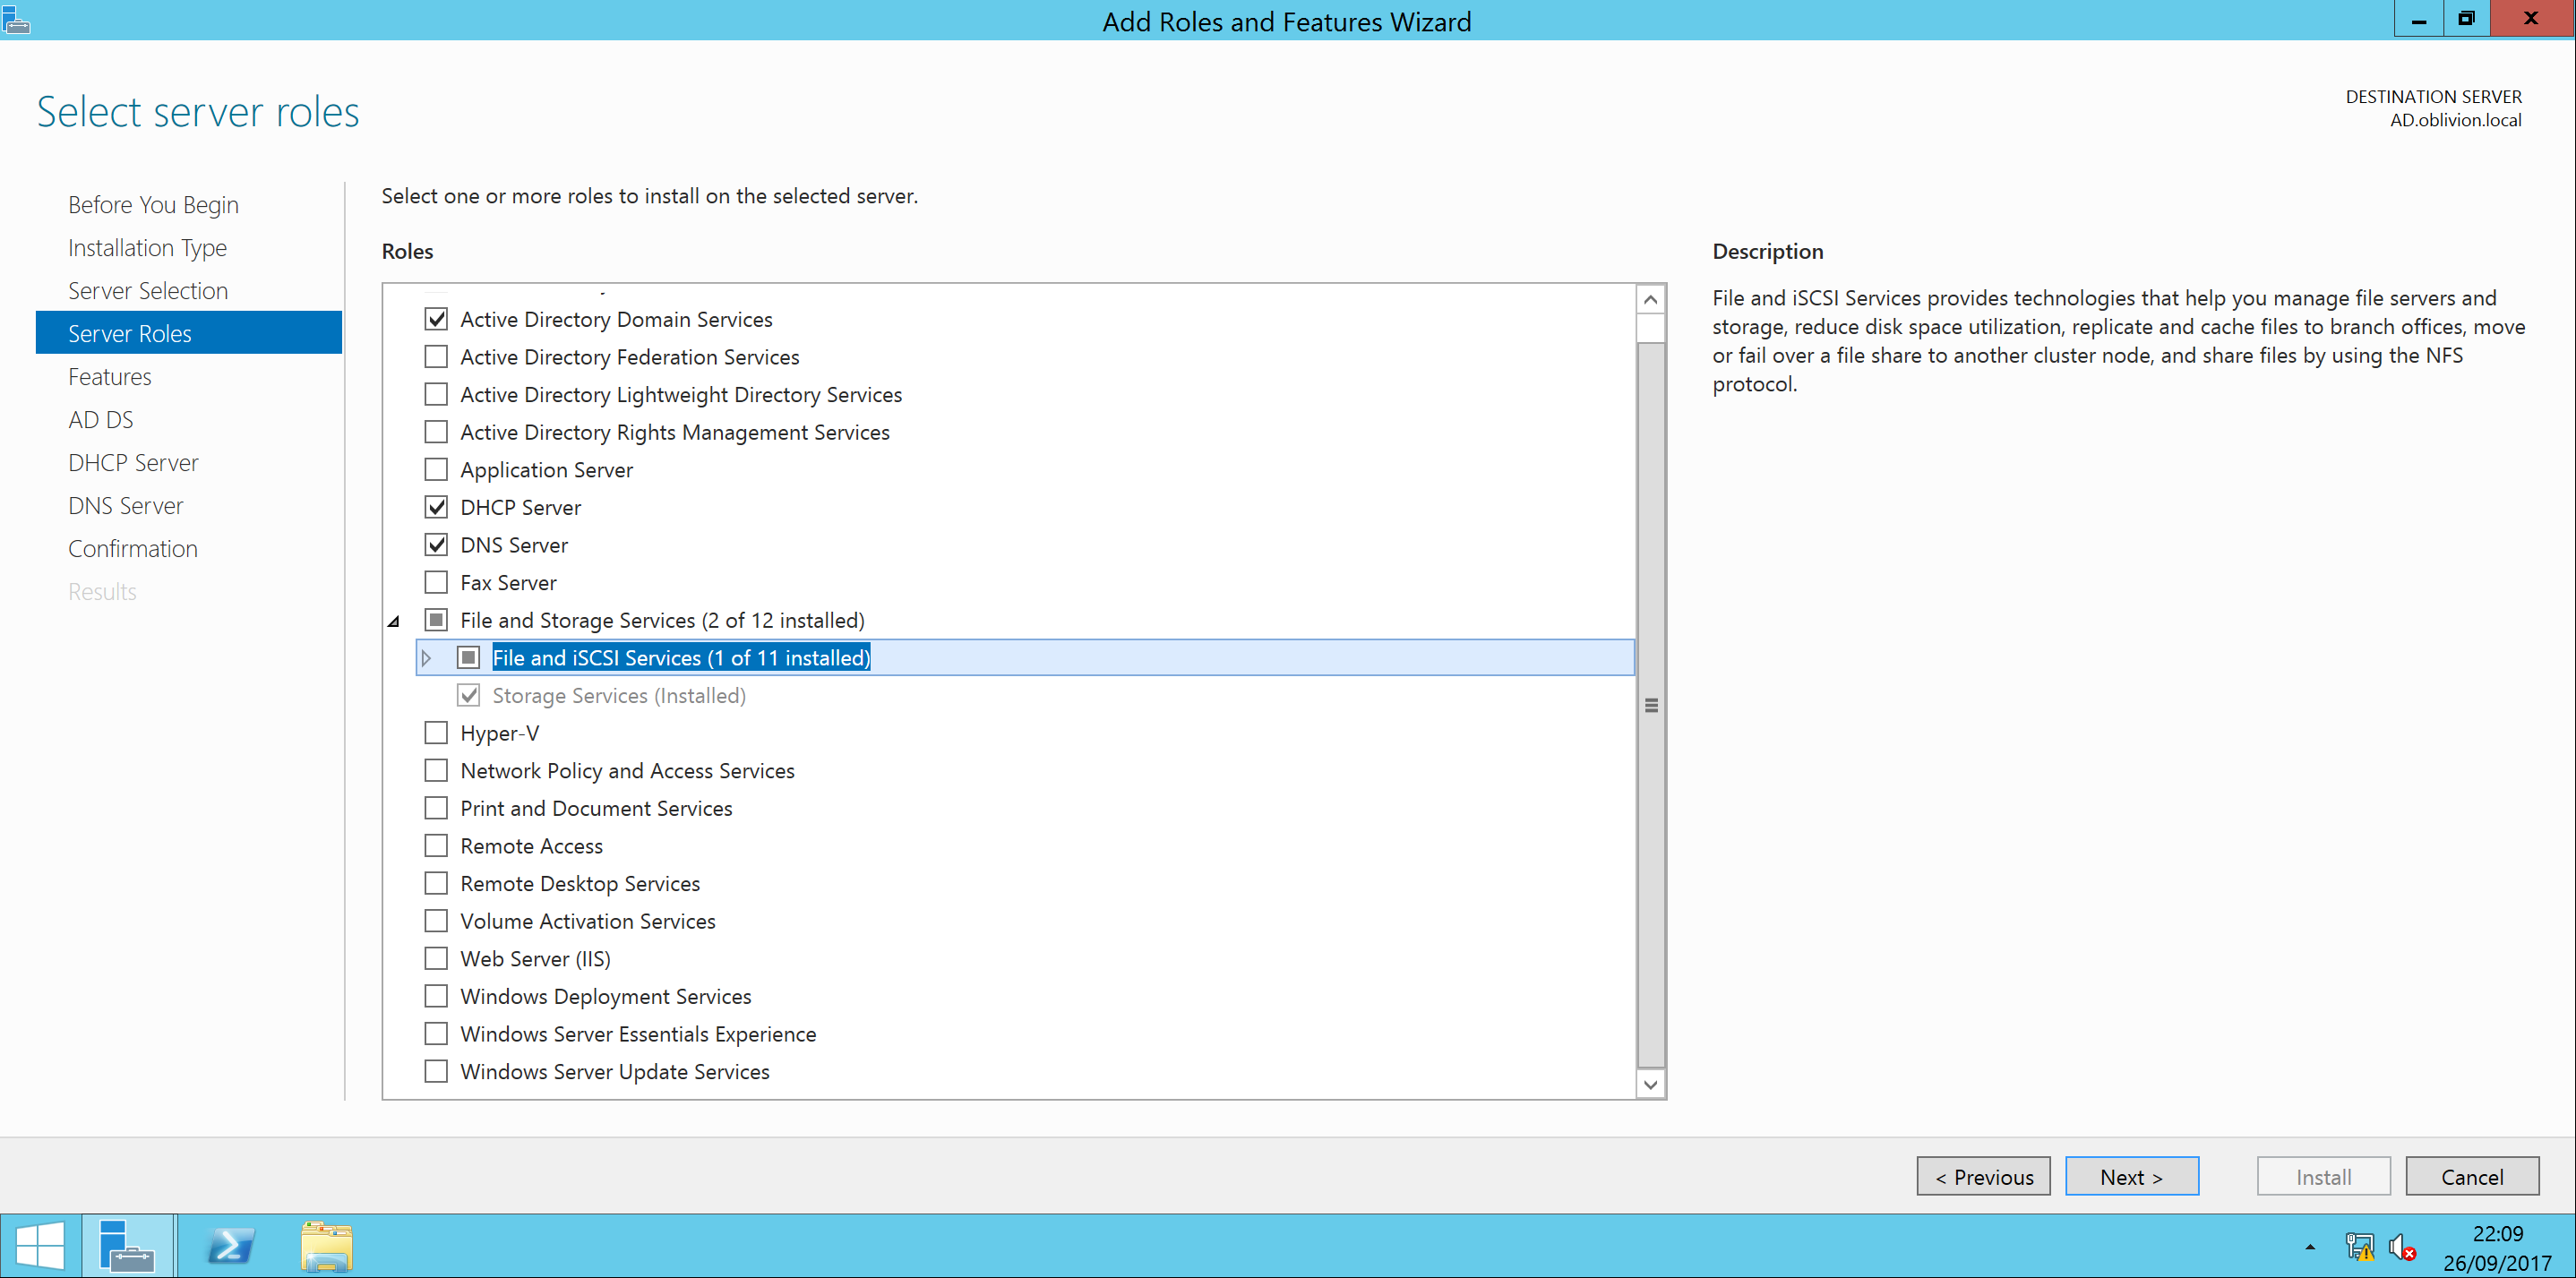 Add Roles and Features Wizard
Select server roles
DESTINATION SERVER
AD.oblivion.local
Before You Begin
Installation Type
Server Selection
Server Roles
Features
AD DS
DHCP Server
DNS Server
Confirmation
Results
Select one or more roles to install on the selected server.
Roles
Active Directory Domain Services
Active Directory Federation Services
Active Directory Lightweight Directory Services
Active Directory Rights Management Services
Application Server
DHCP Server
DNS Server
Fax Server
File and Storage Services (2 of 12 installed)
File and iSCSI Services (1 of 11 installed)
Storage Services (Installed)
Hyper-V
Network Policy and Access Services
Print and Document Services
Remote Access
Remote Desktop Services
Volume Activation Services
Web Server (IIS)
Windows Deployment Services
Windows Server Essentials Experience
Windows Server Update Services
Description
File and iSCSI Services provides technologies that help you manage file servers and
storage, reduce disk space utilization, replicate and cache files to branch offices, move
or fail over a file share to another cluster node, and share files by using the NFS
protocol.
< Previous
Next >
Install
Cancel
22:09
26/09/2017